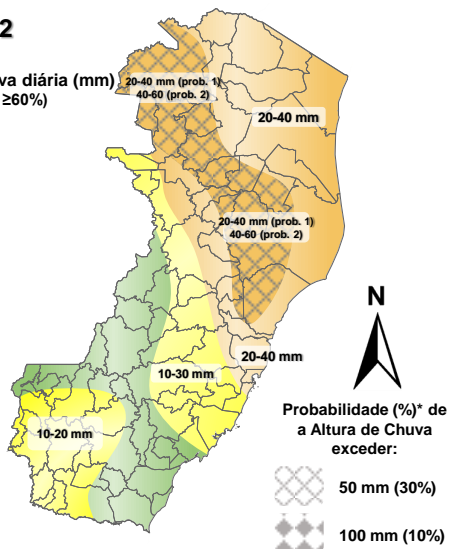 2
va diária (mm)
≥60%)
20-40 mm (prob. 1)
40-60 (prob. 2)
20-40 mm
20-40 mm (prob. 1)
40-60 (prob. 2)
N
20-40 mm
10-30 mm
10-20 mm
Probabilidade (%)* de
a Altura de Chuva
exceder:
50 mm (30%)
100 mm (10%)